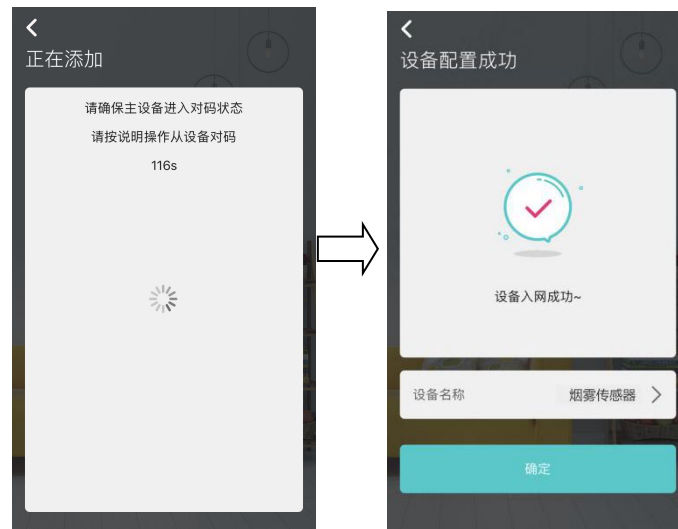 正在添加
请确保主设备进入对码状态
请按说明操作从设备对码
116s
设备配置成功
设备入网成功~
设备名称 烟雾传感器
确定